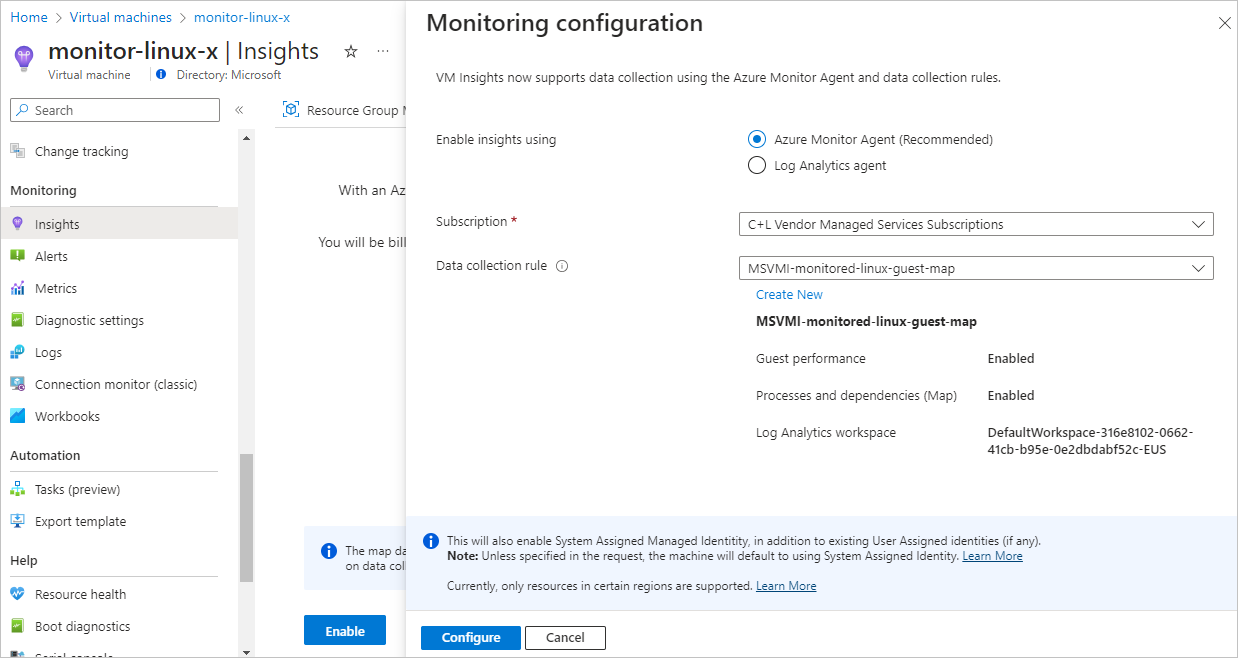 Home > Virtual machines > monitor-linux-x
monitor-linux-x | Insights
Virtual machine
Directory: Microsoft
Search
Change tracking
Monitoring
Insights
Alerts
Metrics
Diagnostic settings
Logs
Connection monitor (classic)
Workbooks
Automation
Tasks (preview)
Export template
Help
Resource health
Boot diagnostics
Resource Group
With an Az
You will be bill
The map da
on data coll
Enable
Monitoring configuration
VM Insights now supports data collection using the Azure Monitor Agent and data collection rules.
Enable insights using
Azure Monitor Agent (Recommended)
Log Analytics agent
Subscription *
C+L Vendor Managed Services Subscriptions
Data collection rule
MSVMI-monitored-linux-guest-map
Create New
MSVMI-monitored-linux-guest-map
Guest performance Enabled
Processes and dependencies (Map) Enabled
Log Analytics workspace DefaultWorkspace-316e8102-0662-
41cb-b95e-0e2dbdabf52c-EUS
This will also enable System Assigned Managed Identitity, in addition to existing User Assigned identities (if any).
Note: Unless specified in the request, the machine will default to using System Assigned Identity. Learn More
Currently, only resources in certain regions are supported. Learn More
Configure
Cancel